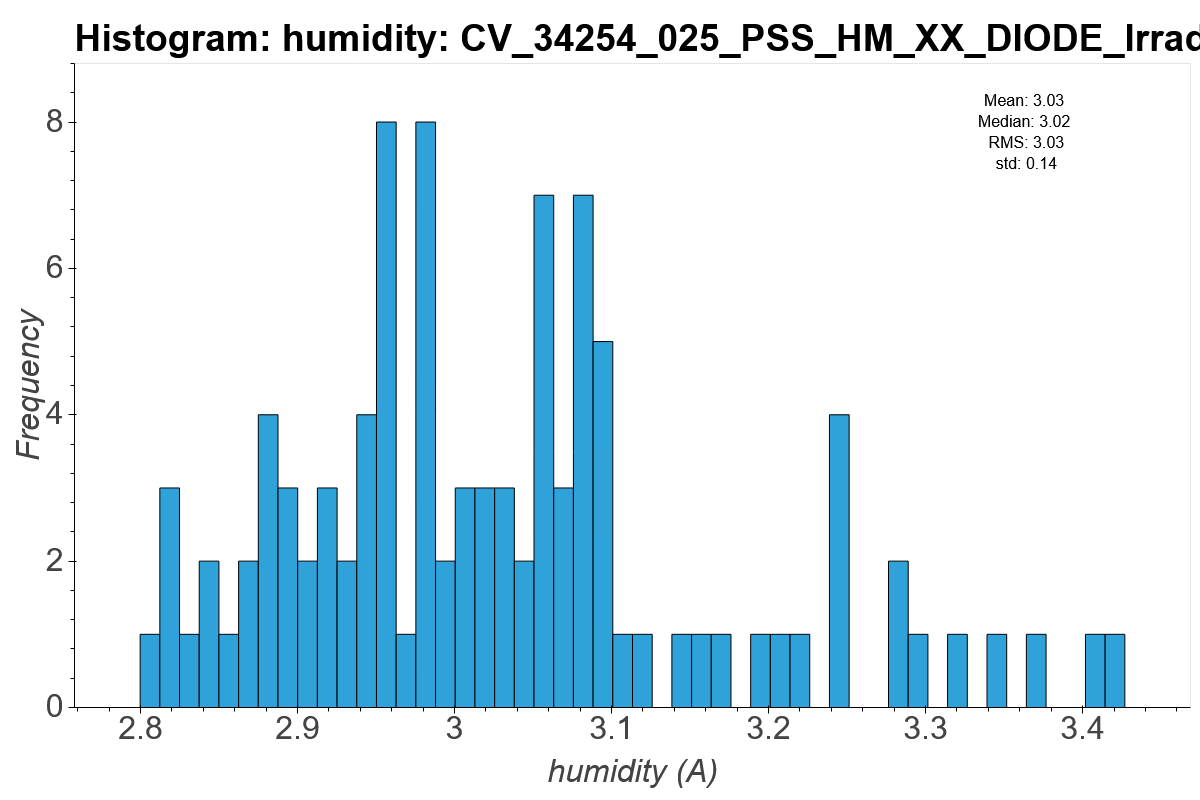 Histogram: humidity: CV_34254_025_PSS_HM_XX_DIODE_Irrad
Mean: 3.03
Median: 3.02
RMS: 3.03
std: 0.14
8
6
4
2
0
Frequency
2.8 2.9 3 3.1 3.2 3.3 3.4
humidity (A)